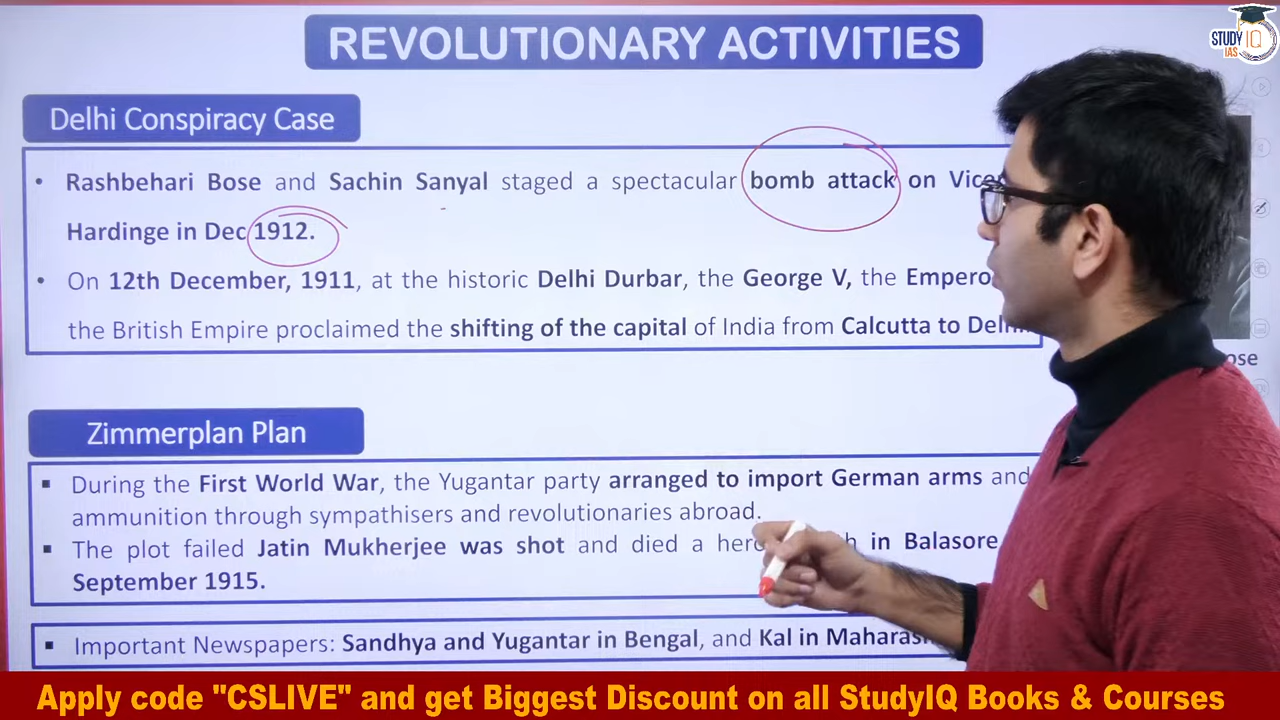 REVOLUTIONARY ACTIVITIES
STUDY IQ
IAS
Delhi Conspiracy Case
• Rashbehari Bose and Sachin Sanyal staged a spectacular bomb attack on
Hardinge in Dec 1912.
• On 12th December, 1911, at the historic Delhi Durbar, the George V, the
the British Empire proclaimed the shifting of the capital of India from Calcutta to
Zimmerplan Plan
▪ During the First World War, the Yugantar party arranged to import German arms and
ammunition through sympathisers and revolutionaries abroad.
▪ The plot failed Jatin Mukherjee was shot and died a in Balasore
September 1915.
▪ Important Newspapers: Sandhya and Yugantar in Bengal, and Kal in
Apply code "CSLIVE" and get Biggest Discount on all StudyIQ Books & Courses